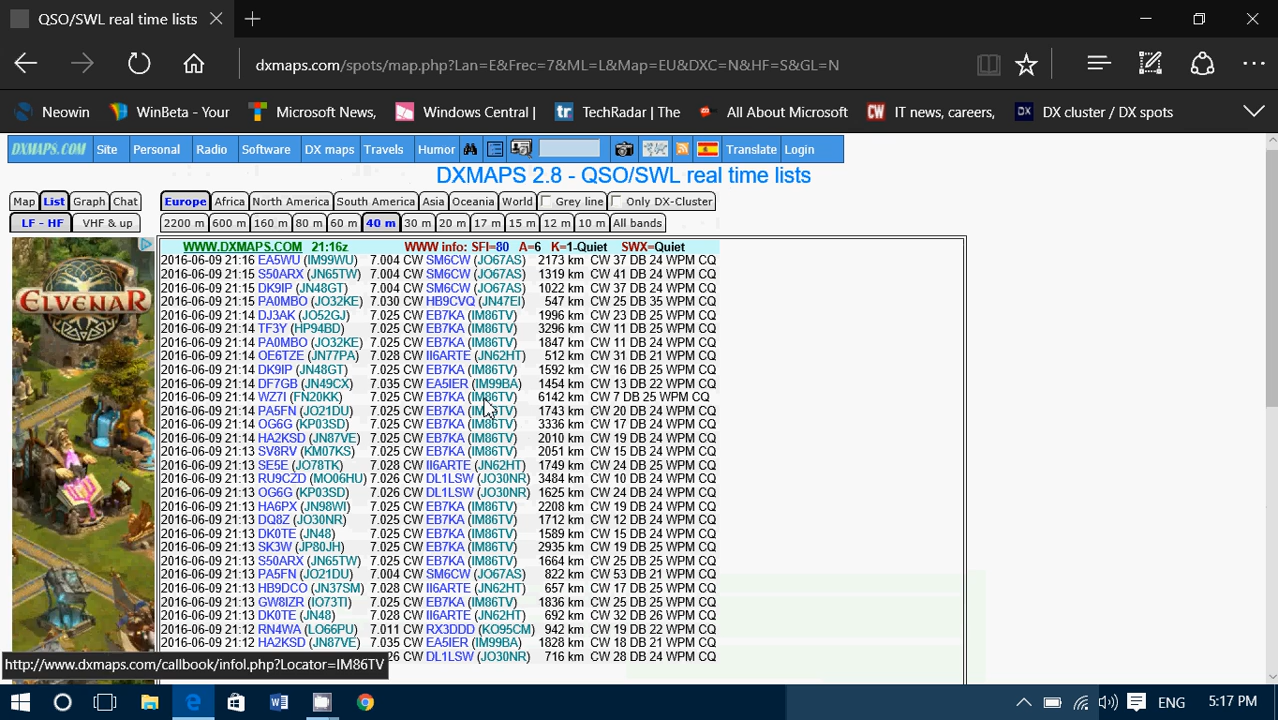 QSO/SWL real time lists
dxmaps.com/spots/map.php?Lan=E&Frec=7&ML=L&Map=EU&DXC=N&HF=S&GL=N
Neowin WinBeta - Your Microsoft News, Windows Central | TechRadar | The All About Microsoft CW IT news, careers, DX DX cluster / DX spots
DXMAPS.COM Site Personal Radio Software DX maps Travels Humor Translate Login
DXMAPS 2.8 - QSO/SWL real time lists
Map List Graph Chat Europe Africa North America South America Asia Oceania World Grey line Only DX-Cluster
LF - HF VHF & up 2200 m 600 m 160 m 80 m 60 m 40 m 30 m 20 m 17 m 15 m 12 m 10 m All bands
ELVENAR
WWW.DXMAPS.COM 21:16z WWW info: SFI=80 A=6 K=1-Quiet SWX=Quiet
2016-06-09 21:16 EA5WU (IM99WU) 7.004 CW SM6CW (JO67AS) 2173 km CW 37 DB 24 WPM CQ
2016-06-09 21:15 S50ARX (JN65TW) 7.004 CW SM6CW (JO67AS) 1319 km CW 41 DB 24 WPM CQ
2016-06-09 21:15 DK9IP (JN48GT) 7.004 CW SM6CW (JO67AS) 1022 km CW 37 DB 24 WPM CQ
2016-06-09 21:15 PA0MBO (JO32KE) 7.030 CW HB9CVQ (JN47EI) 547 km CW 25 DB 35 WPM CQ
2016-06-09 21:14 DJ3AK (JO52GJ) 7.025 CW EB7KA (IM86TV) 1996 km CW 23 DB 25 WPM CQ
2016-06-09 21:14 TF3Y (HP94BD) 7.025 CW EB7KA (IM86TV) 3296 km CW 11 DB 25 WPM CQ
2016-06-09 21:14 PA0MBO (JO32KE) 7.025 CW EB7KA (IM86TV) 1847 km CW 11 DB 24 WPM CQ
2016-06-09 21:14 OE6TZE (JN77PA) 7.028 CW II6ARTE (JN62HT) 512 km CW 31 DB 21 WPM CQ
2016-06-09 21:14 DK9IP (JN48GT) 7.025 CW EB7KA (IM86TV) 1592 km CW 16 DB 25 WPM CQ
2016-06-09 21:14 DF7GB (JN49CX) 7.035 CW EA5IER (IM99BA) 1454 km CW 13 DB 22 WPM CQ
2016-06-09 21:14 WZ7I (FN20KK) 7.025 CW EB7KA (IM86TV) 6142 km CW 7 DB 25 WPM CQ
2016-06-09 21:14 PA5FN (JO21DU) 7.025 CW EB7KA (IM86TV) 1743 km CW 20 DB 24 WPM CQ
2016-06-09 21:14 OG6G (KP03SD) 7.025 CW EB7KA (IM86TV) 3336 km CW 17 DB 24 WPM CQ
2016-06-09 21:14 HA2KSD (JN87VE) 7.025 CW EB7KA (IM86TV) 2010 km CW 19 DB 24 WPM CQ
2016-06-09 21:13 SV8RV (KM07KS) 7.025 CW EB7KA (IM86TV) 2051 km CW 15 DB 24 WPM CQ
2016-06-09 21:13 SE5E (JO78TK) 7.028 CW II6ARTE (JN62HT) 1749 km CW 24 DB 21 WPM CQ
2016-06-09 21:13 RU9CZD (MO06HU) 7.026 CW DL1LSW (JO30NR) 3484 km CW 10 DB 24 WPM CQ
2016-06-09 21:13 OG6G (KP03SD) 7.026 CW DL1LSW (JO30NR) 1625 km CW 24 DB 24 WPM CQ
2016-06-09 21:13 HA6PX (JN98WI) 7.025 CW EB7KA (IM86TV) 2208 km CW 19 DB 24 WPM CQ
2016-06-09 21:13 DQ8Z (JO30NR) 7.025 CW EB7KA (IM86TV) 1712 km CW 12 DB 24 WPM CQ
2016-06-09 21:13 DK0TE (JN48) 7.025 CW EB7KA (IM86TV) 1589 km CW 15 DB 24 WPM CQ
2016-06-09 21:13 SK3W (JP80JH) 7.025 CW EB7KA (IM86TV) 2935 km CW 19 DB 25 WPM CQ
2016-06-09 21:13 S50ARX (JN65TW) 7.025 CW EB7KA (IM86TV) 1664 km CW 25 DB 25 WPM CQ
2016-06-09 21:13 PA5FN (JO21DU) 7.004 CW SM6CW (JO67AS) 822 km CW 53 DB 21 WPM CQ
2016-06-09 21:13 HB9DCO (JN37SM) 7.028 CW II6ARTE (JN62HT) 657 km CW 17 DB 25 WPM CQ
2016-06-09 21:13 GW8IZR (IO73TI) 7.025 CW EB7KA (IM86TV) 1836 km CW 25 DB 25 WPM CQ
2016-06-09 21:13 DK0TE (JN48) 7.028 CW II6ARTE (JN62HT) 692 km CW 32 DB 26 WPM CQ
2016-06-09 21:12 RN4WA (LO66PU) 7.011 CW RX3DDD (KO95CM) 942 km CW 19 DB 22 WPM CQ
2016-06-09 21:12 HA2KSD (JN87VE) 7.035 CW EA5IER (IM99BA) 1828 km CW 18 DB 21 WPM CQ
26 CW DL1LSW (JO30NR) 716 km CW 28 DB 24 WPM CQ
http://www.dxmaps.com/callbook/infol.php?Locator=IM86TV
ENG 5:17 PM